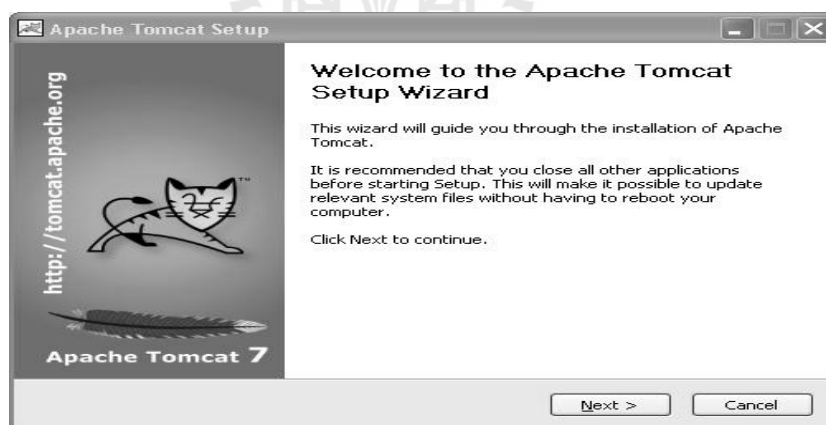 Apache Tomcat Setup
http://tomcat.apache.org
TM
Apache Tomcat 7
Welcome to the Apache Tomcat
Setup Wizard
This wizard will guide you through the installation of Apache
Tomcat.
It is recommended that you close all other applications
before starting Setup. This will make it possible to update
relevant system files without having to reboot your
computer.
Click Next to continue.
Next >
Cancel